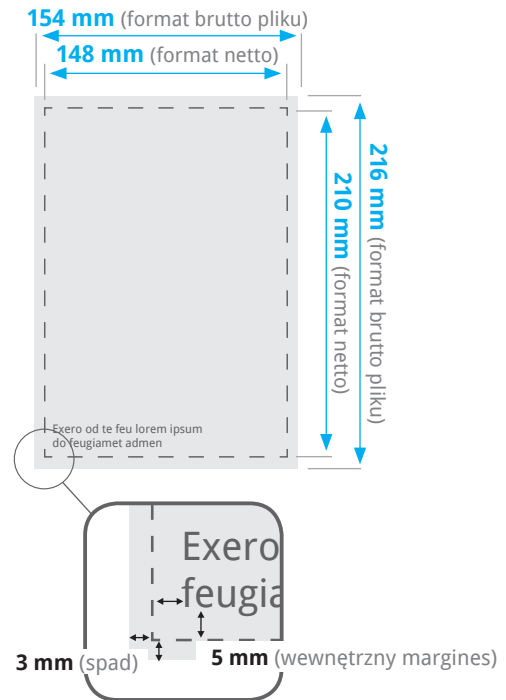 154 mm (format brutto pliku)
148 mm (format netto)
216 mm (format brutto pliku)
210 mm (format netto)
Exero od te feu lorem ipsum
do feugiamet admen
Exero
feugia
3 mm (spad)
5 mm (wewnętrzny margines)